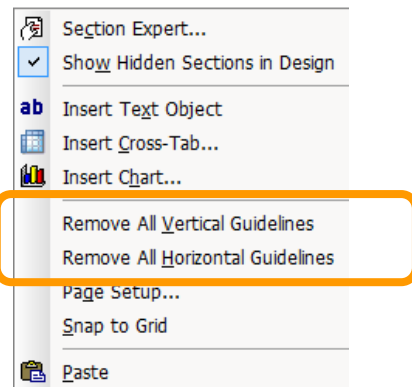 Section Expert...
Show Hidden Sections in Design
ab Insert Text Object
Insert Cross-Tab...
Insert Chart...
Remove All Vertical Guidelines
Remove All Horizontal Guidelines
Page Setup...
Snap to Grid
Paste